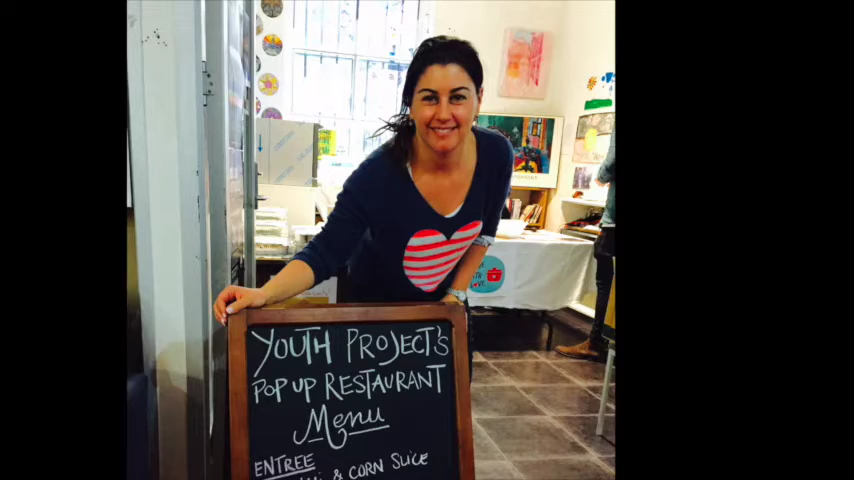 YOUTH PROJECT'S
POP UP RESTAURANT
Menu
ENTREE
& CORN SLICE